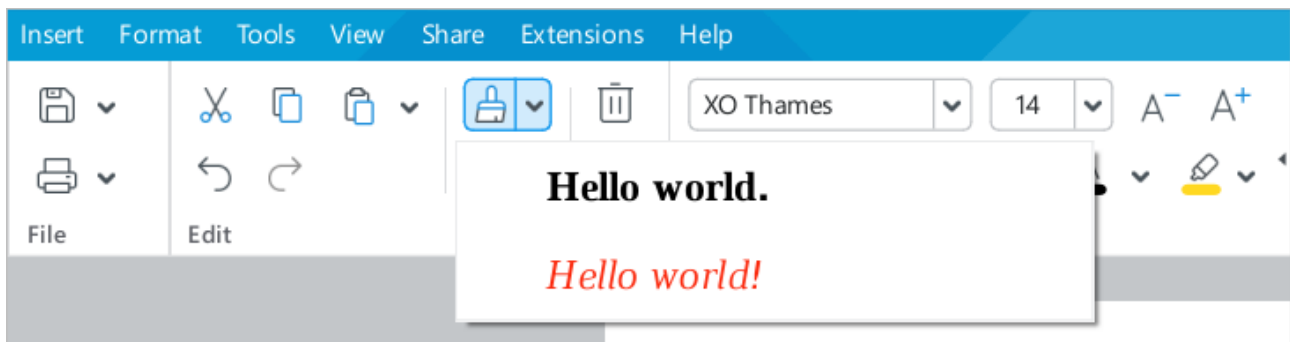 Insert Format Tools View Share Extensions Help
XO Thames 14 A− A+
Hello world.
File Edit
Hello world!